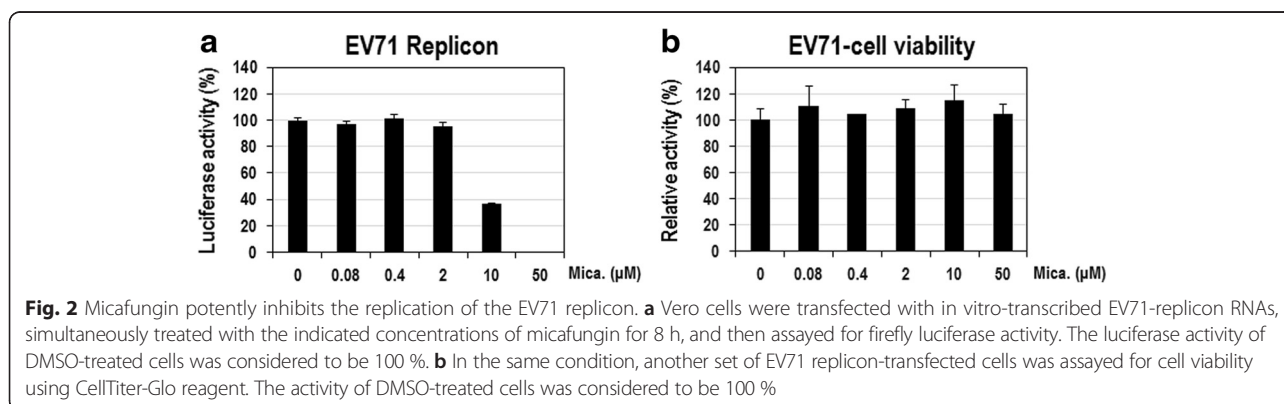 a EV71 Replicon
Luciferase activity (%)
140
120
100
80
60
40
20
0
0 0.08 0.4 2 10 50 Mica. (µM)
b EV71-cell viability
Relative activity (%)
140
120
100
80
60
40
20
0
0 0.08 0.4 2 10 50
Fig. 2 Micafungin potently inhibits the replication of the EV71 replicon. a Vero cells were transfected with in vitro-transcribed EV71-replicon RNAs,
simultaneously treated with the indicated concentrations of micafungin for 8 h, and then assayed for firefly luciferase activity. The luciferase activity of
DMSO-treated cells was considered to be 100 %. b In the same condition, another set of EV71 replicon-transfected cells was assayed for cell viability
using CellTiter-Glo reagent. The activity of DMSO-treated cells was considered to be 100 %